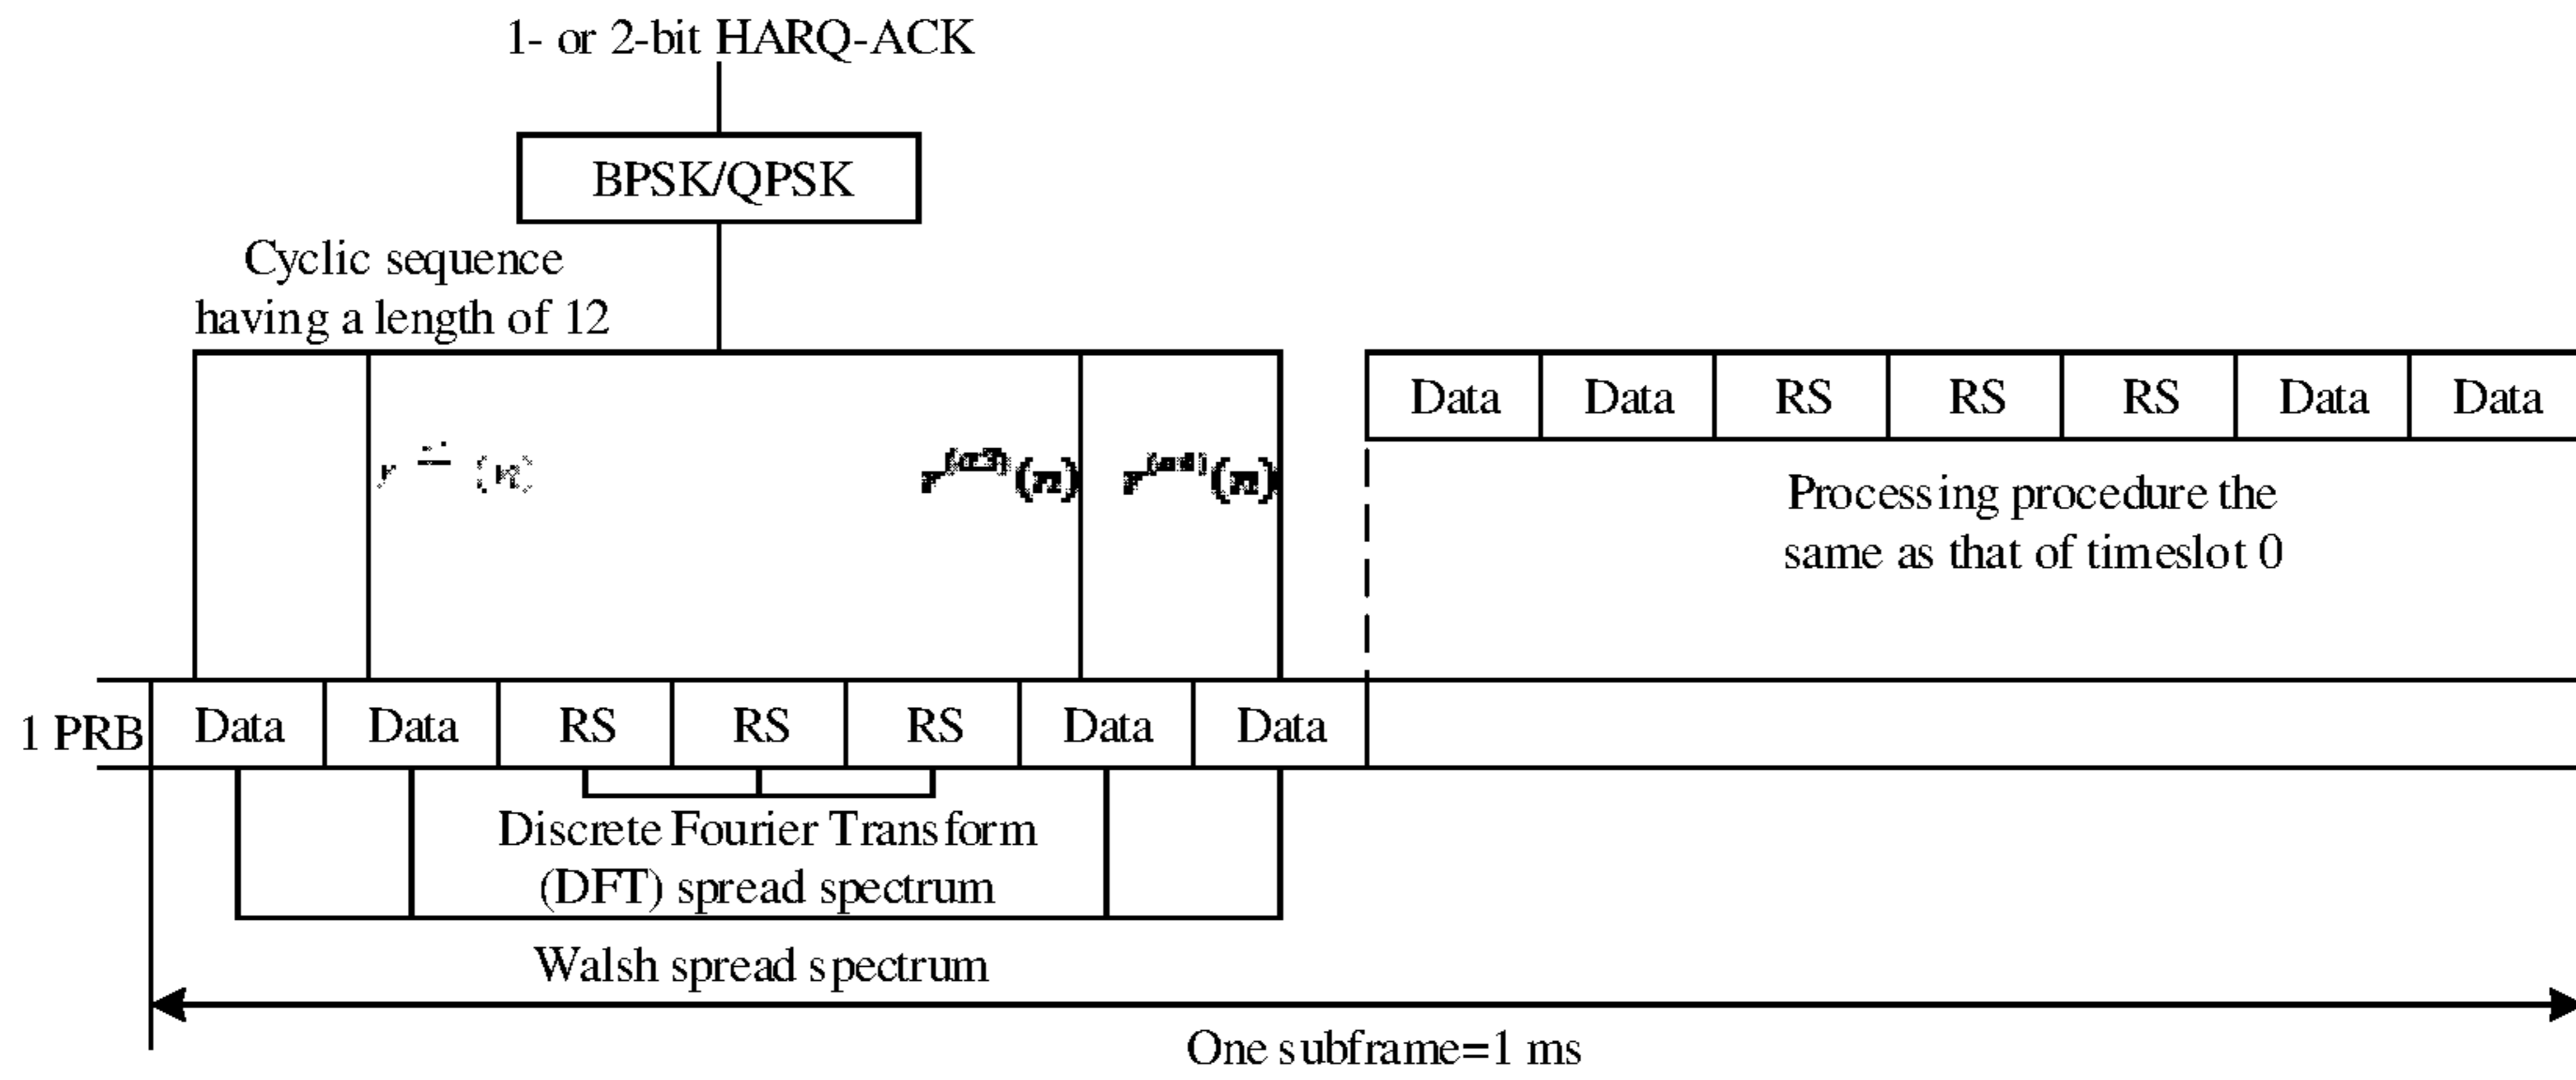 1- or 2-bit HARQ-ACK
BPSK/QPSK
Cyclic sequence
having a length of 12
Data Data RS RS RS Data Data
Processing procedure the
same as that of timeslot 0
1 PRB Data Data RS RS RS Data Data
Discrete Fourier Transform
(DFT) spread spectrum
Walsh spread spectrum
One subframe=1 ms